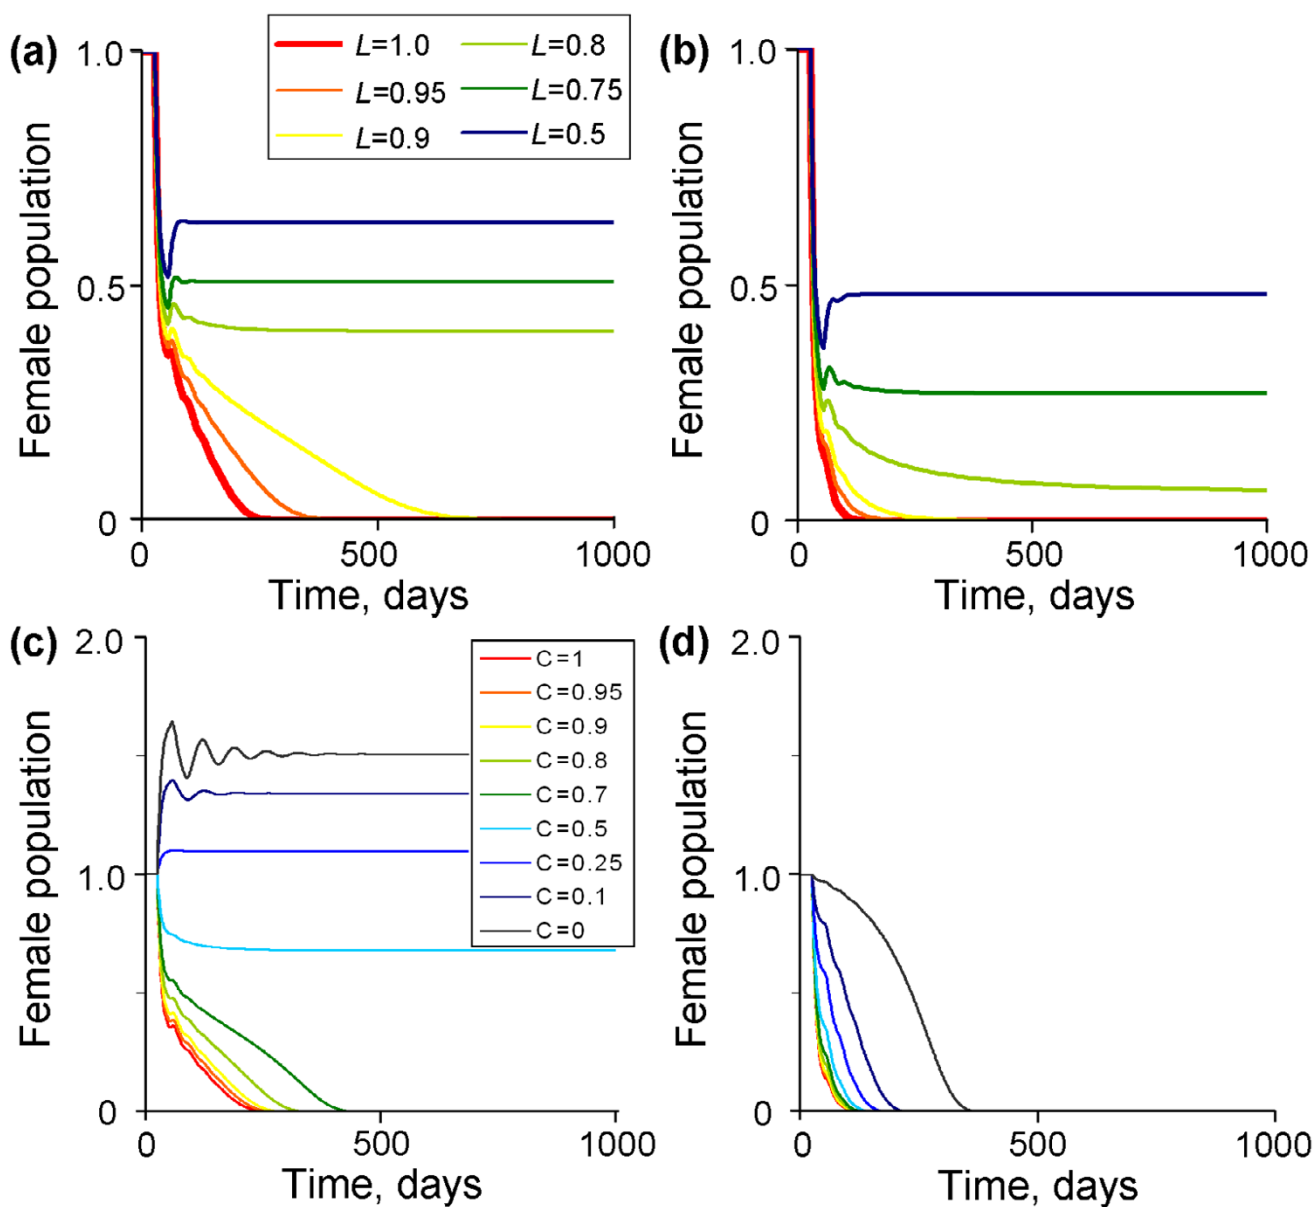 (a)
L=1.0
L=0.8
L=0.95
L=0.75
L=0.9
L=0.5
1.0
0.5
0
Female population
0
500
1000
Time, days
(b)
1.0
0.5
0
Female population
0
500
1000
Time, days
(c)
2.0
1.0
0
Female population
C=1
C=0.95
C=0.9
C=0.8
C=0.7
C=0.5
C=0.25
C=0.1
C=0
0
500
1000
Time, days
(d)
2.0
1.0
0
Female population
0
500
1000
Time, days